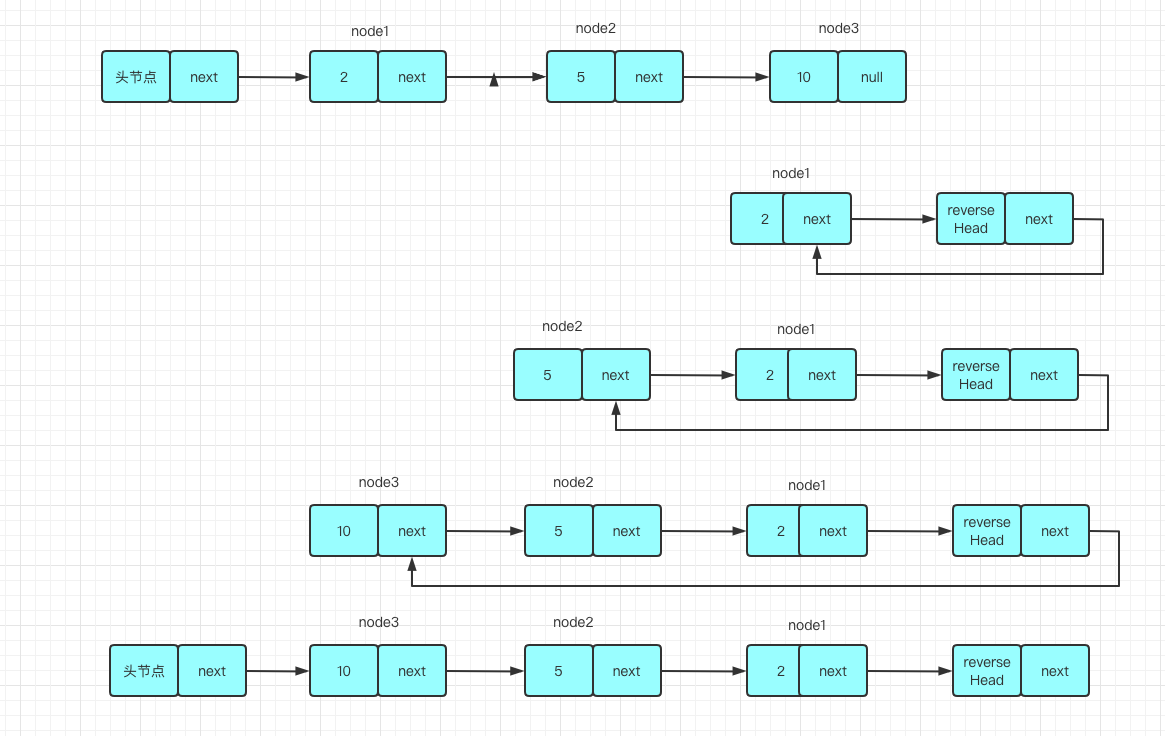 node1
node2
node3
头节点 next
2 next
5 next
10 null
node1
2 next
reverse
Head
next
node2
node1
5 next
2 next
reverse
Head
next
node3
node2
node1
10 next
5 next
2 next
reverse
Head
next
node3
node2
node1
头节点 next
10 next
5 next
2 next
reverse
Head
next